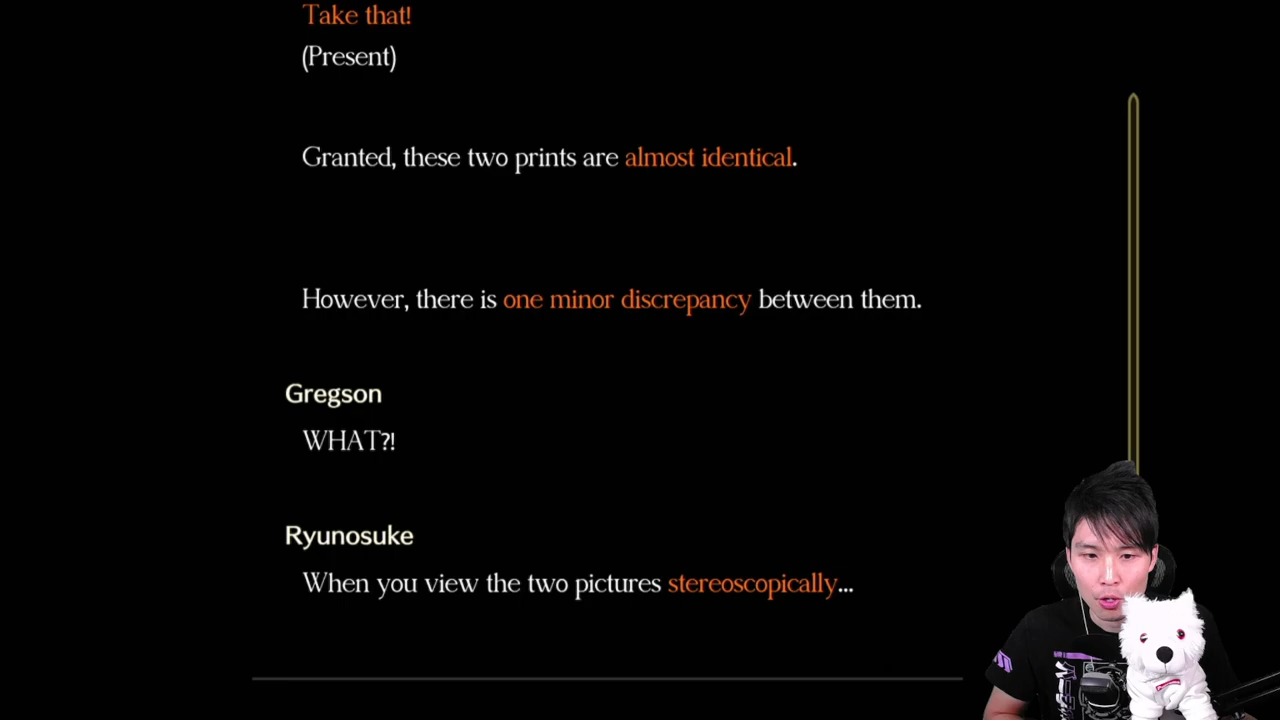 Take that!
(Present)
Granted, these two prints are almost identical.
However, there is one minor discrepancy between them.
Gregson
WHAT?!
Ryunosuke
When you view the two pictures stereoscopically...